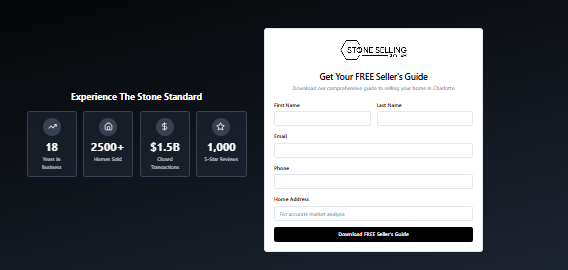 Experience The Stone Standard
18
Years in
Business
2500+
Homes Sold
$1.5B
Closed
Transactions
1,000
5-Star Reviews
STONE SELLING
Get Your FREE Seller's Guide
Download our comprehensive guide to selling your home in Charlotte
First Name
Last Name
Email
Phone
Home Address
For accurate market analysis
Download FREE Seller's Guide